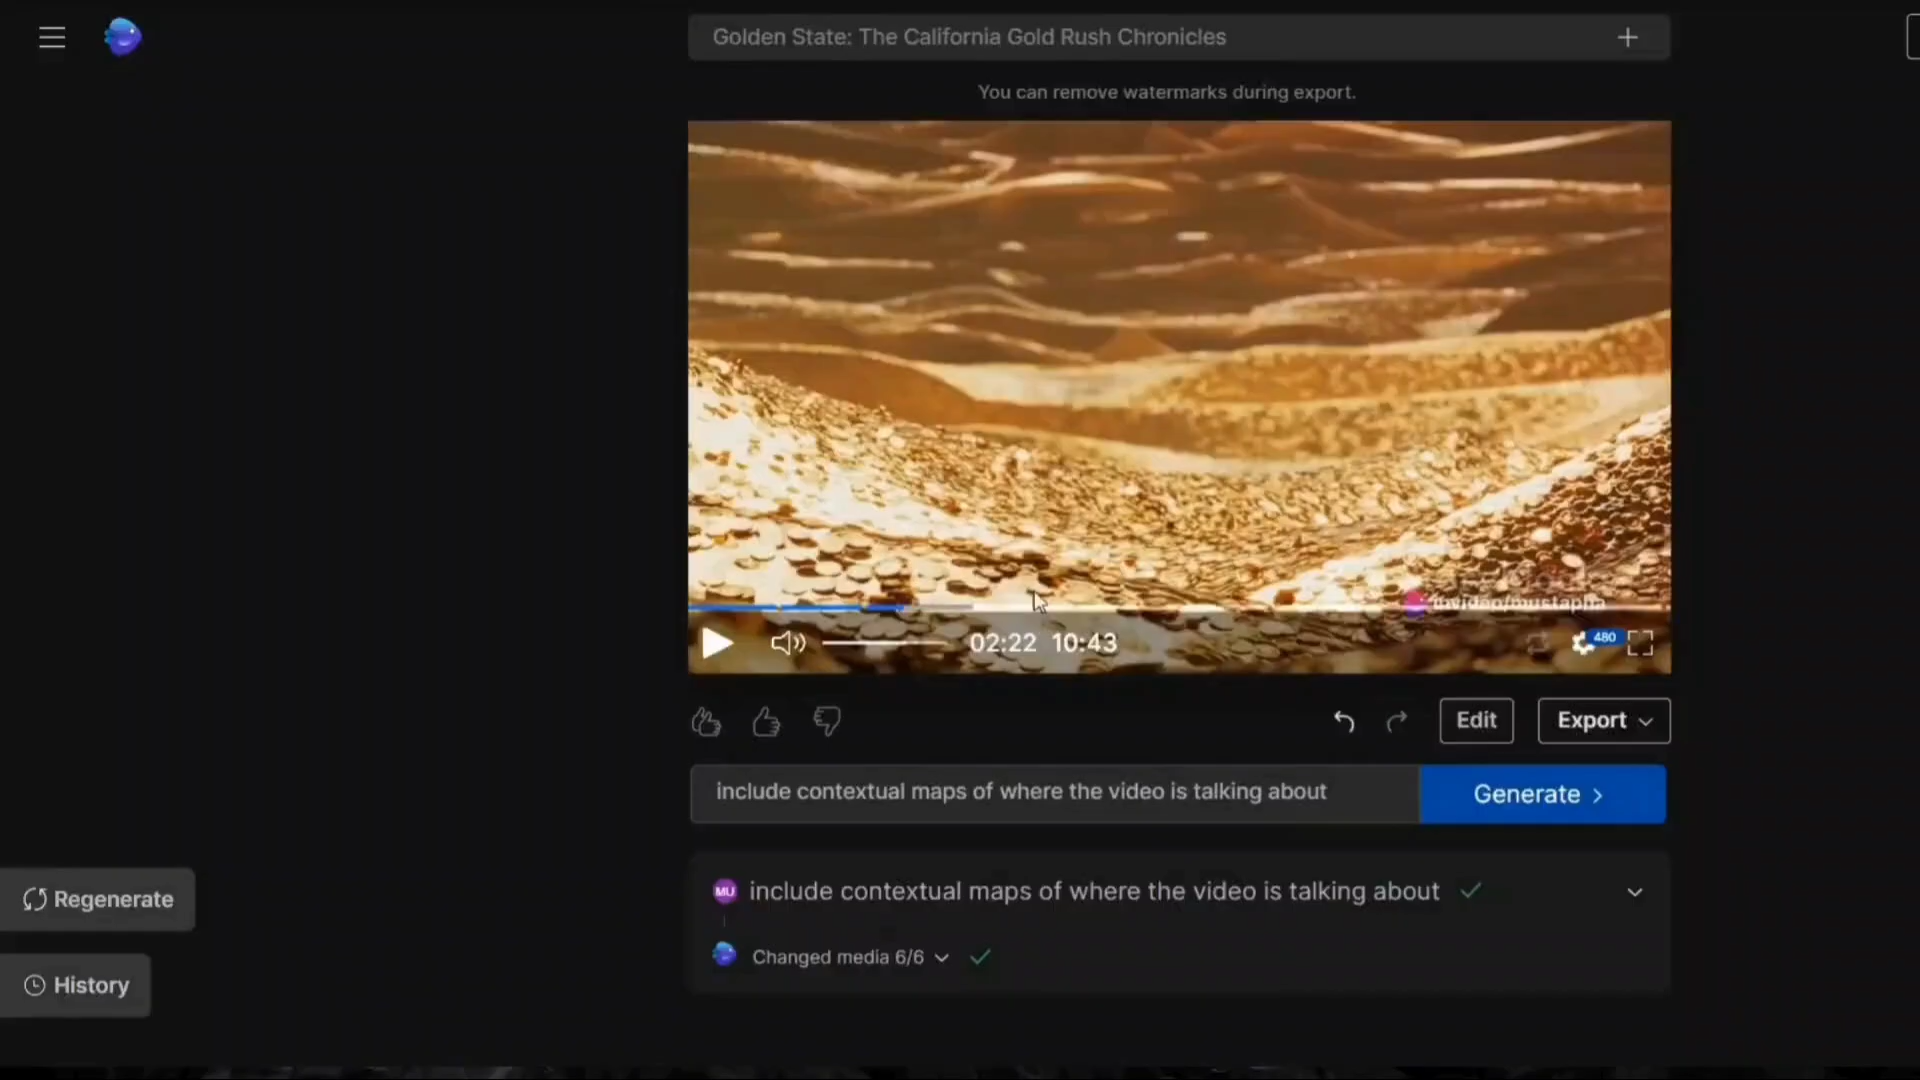 Golden State: The California Gold Rush Chronicles
You can remove watermarks during export.
invideo/mustapha
02:22 10:43
480
Edit
Export
include contextual maps of where the video is talking about
Generate
MU include contextual maps of where the video is talking about
Changed media 6/6
Regenerate
History